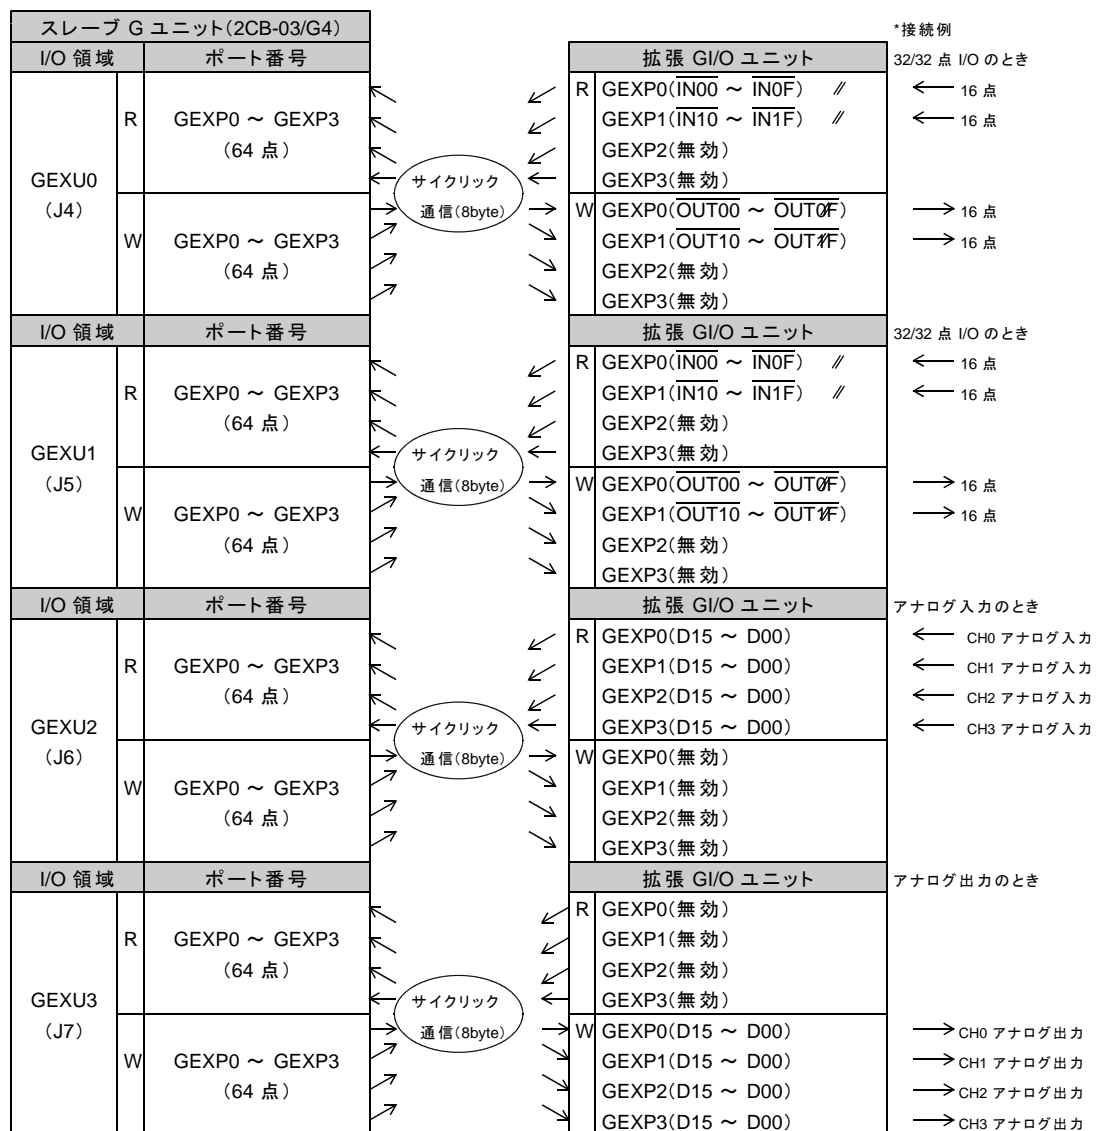 スレーブ G ユニット(2CB-03/G4)
*接続例
I/O 領域 ポート番号 拡張 GI/O ユニット 32/32 点 I/O のとき
GEXU0
(J4)
R
GEXP0 ～ GEXP3
(64 点)
W
GEXP0 ～ GEXP3
(64 点)
サイクリック
通信(8byte)
R GEXP0(IN00 ～ IN0F) 〃 ← 16 点
GEXP1(IN10 ～ IN1F) 〃 ← 16 点
GEXP2(無効)
GEXP3(無効)
W GEXP0(OUT00 ～ OUT0F) → 16 点
GEXP1(OUT10 ～ OUT1F) → 16 点
GEXP2(無効)
GEXP3(無効)
I/O 領域 ポート番号 拡張 GI/O ユニット 32/32 点 I/O のとき
GEXU1
(J5)
R
GEXP0 ～ GEXP3
(64 点)
W
GEXP0 ～ GEXP3
(64 点)
サイクリック
通信(8byte)
R GEXP0(IN00 ～ IN0F) 〃 ← 16 点
GEXP1(IN10 ～ IN1F) 〃 ← 16 点
GEXP2(無効)
GEXP3(無効)
W GEXP0(OUT00 ～ OUT0F) → 16 点
GEXP1(OUT10 ～ OUT1F) → 16 点
GEXP2(無効)
GEXP3(無効)
I/O 領域 ポート番号 拡張 GI/O ユニット アナログ入力のとき
GEXU2
(J6)
R
GEXP0 ～ GEXP3
(64 点)
W
GEXP0 ～ GEXP3
(64 点)
サイクリック
通信(8byte)
R GEXP0(D15 ～ D00) ← CH0 アナログ入力
GEXP1(D15 ～ D00) ← CH1 アナログ入力
GEXP2(D15 ～ D00) ← CH2 アナログ入力
GEXP3(D15 ～ D00) ← CH3 アナログ入力
W GEXP0(無効)
GEXP1(無効)
GEXP2(無効)
GEXP3(無効)
I/O 領域 ポート番号 拡張 GI/O ユニット アナログ出力のとき
GEXU3
(J7)
R
GEXP0 ～ GEXP3
(64 点)
W
GEXP0 ～ GEXP3
(64 点)
サイクリック
通信(8byte)
R GEXP0(無効)
GEXP1(無効)
GEXP2(無効)
GEXP3(無効)
W GEXP0(D15 ～ D00) → CH0 アナログ出力
GEXP1(D15 ～ D00) → CH1 アナログ出力
GEXP2(D15 ～ D00) → CH2 アナログ出力
GEXP3(D15 ～ D00) → CH3 アナログ出力